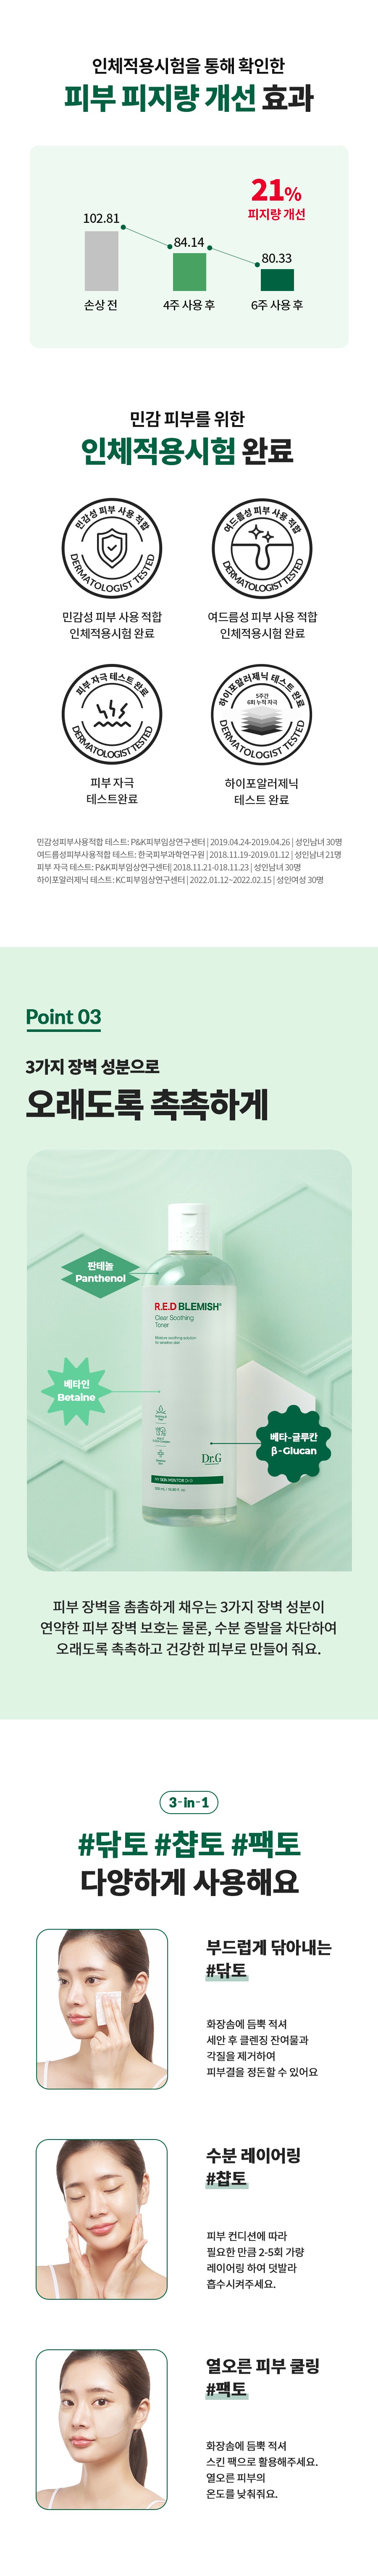 인체적용시험을 통해 확인한
피부 피지량 개선 효과
21%
피지량 개선
102.81
84.14
80.33
손상 전
4주 사용 후
6주 사용 후
민감 피부를 위한
인체적용시험 완료
민감성 피부 사용 적합
DERMATOLOGIST TESTED
여드름성 피부 사용 적합
DERMATOLOGIST TESTED
민감성 피부 사용 적합
인체적용시험 완료
여드름성 피부 사용 적합
인체적용시험 완료
피부 자극 테스트 완료
DERMATOLOGIST TESTED
하이포알러제닉 테스트 완료
5주간
6회 누적 자극
DERMATOLOGIST TESTED
피부 자극
테스트완료
하이포알러제닉
테스트 완료
민감성피부사용적합 테스트: P&K피부임상연구센터 | 2019.04.24-2019.04.26 | 성인남녀 30명
여드름성피부사용적합 테스트: 한국피부과학연구원 | 2018.11.19-2019.01.12 | 성인남녀 21명
피부 자극 테스트: P&K피부임상연구센터| 2018.11.21-018.11.23 | 성인남녀 30명
하이포알러제닉 테스트: KC피부임상연구센터 | 2022.01.12~2022.02.15 | 성인여성 30명
Point 03
3가지 장벽 성분으로
오래도록 촉촉하게
판테놀
Panthenol
R.E.D BLEMISH®
Clear Soothing
Toner
Moisture soothing solution
for sensitive skin
베타인
Betaine
베타-글루칸
β-Glucan
Dr.G
MY SKIN MENTOR Dr.G
피부 장벽을 촘촘하게 채우는 3가지 장벽 성분이
연약한 피부 장벽 보호는 물론, 수분 증발을 차단하여
오래도록 촉촉하고 건강한 피부로 만들어 줘요.
3-in-1
#닦토 #챱토 #팩토
다양하게 사용해요
부드럽게 닦아내는
#닦토
화장솜에 듬뿍 적셔
세안 후 클렌징 잔여물과
각질을 제거하여
피부결을 정돈할 수 있어요
수분 레이어링
#챱토
피부 컨디션에 따라
필요한 만큼 2-5회 가량
레이어링 하여 덧발라
흡수시켜주세요.
열오른 피부 쿨링
#팩토
화장솜에 듬뿍 적셔
스킨 팩으로 활용해주세요.
열오른 피부의
온도를 낮춰줘요.